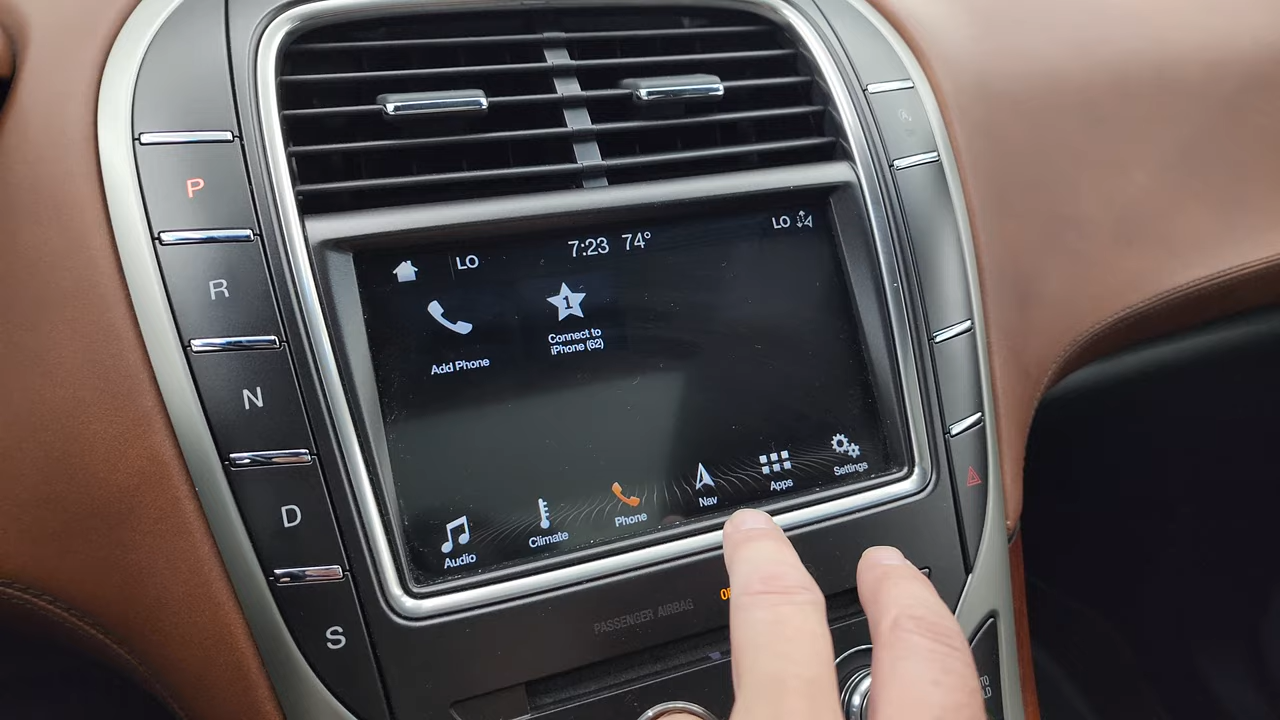 P
R
N
D
S
LO
7:23 74°
LO
1
Add Phone
Connect to
iPhone (62)
Audio
Climate
Phone
Nav
Apps
Settings
PASSENGER AIRBAG